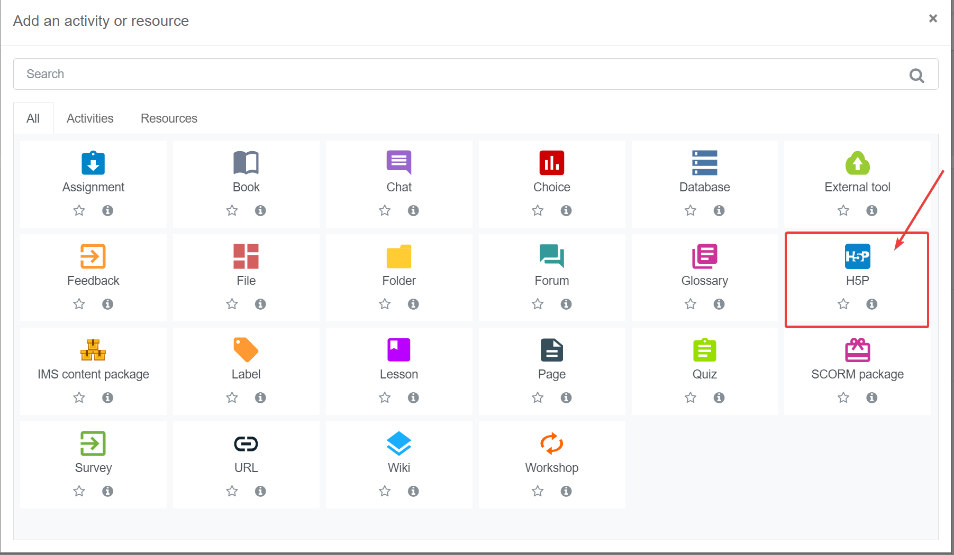 Add an activity or resource
×
Search
All Activities Resources
Assignment Book Chat Choice Database External tool
Feedback File Folder Forum Glossary H5P H5P
IMS content package Label Lesson Page Quiz SCORM package
Survey URL Wiki Workshop